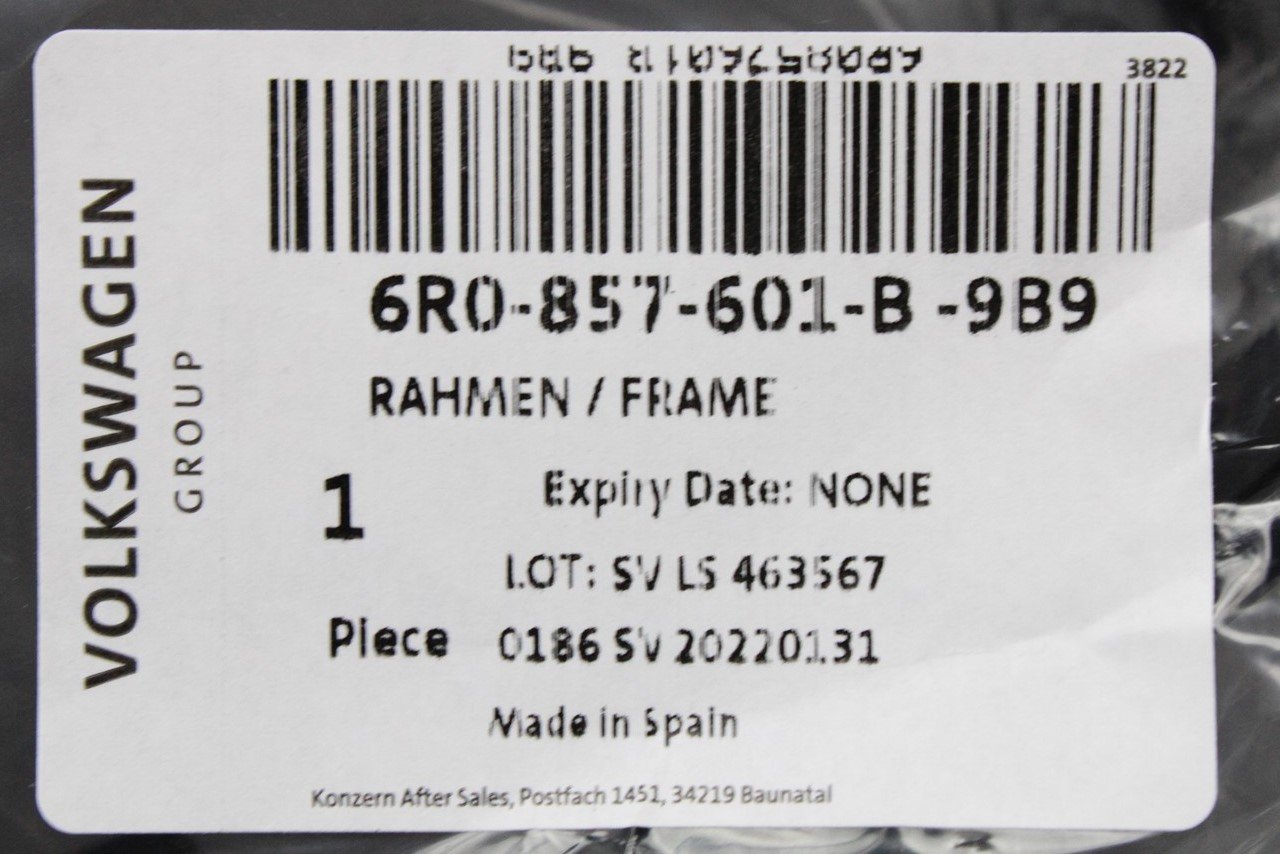 3822
VOLKSWAGEN
GROUP
6R0-857-601-B -9B9
RAHMEN / FRAME
1
Expiry Date: NONE
LOT: SV LS 463567
Piece
0186 SV 20220131
Made in Spain
Konzern After Sales, Postfach 1451, 34219 Baunatal